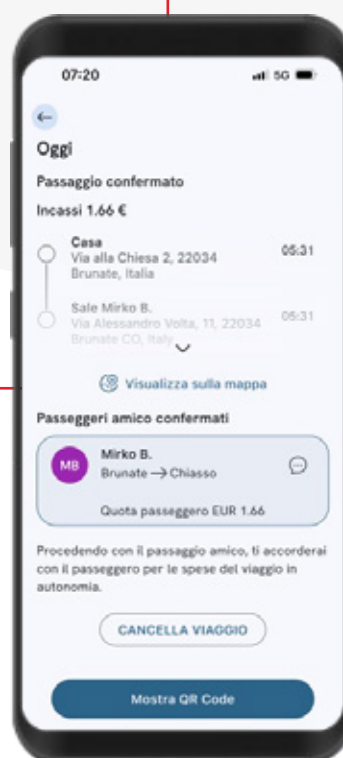 07:20
5G
Oggi
Passaggio confermato
Incassi 1.66 €
Casa
05:31
Via alla Chiesa 2, 22034
Brunate, Italia
Sale Mirko B.
05:31
Via Alessandro Volta, 11, 22034
Brunate CO, Italy
Visualizza sulla mappa
Passeggeri amico confermati
MB
Mirko B.
Brunate → Chiasso
Quota passeggero EUR 1.66
Procedendo con il passaggio amico, ti accorderai
con il passeggero per le spese del viaggio in
autonomia.
CANCELLA VIAGGIO
Mostra QR Code